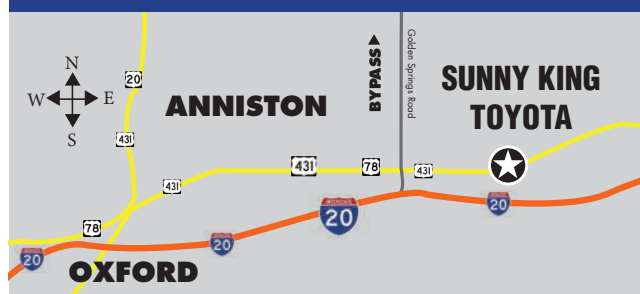 N
W E
S
20
431
ANNISTON
BYPASS
Golden Springs Road
SUNNY KING
TOYOTA
431
78
431
431
20
20
78
20
20
OXFORD